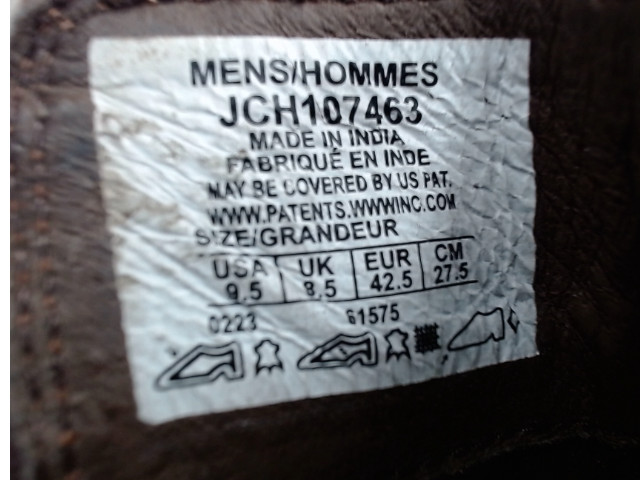 MENS/HOMMES
JCH107463
MADE IN INDIA
FABRIQUÉ EN INDE
MAY BE COVERED BY US PAT.
WWW.PATENTS.WWWINC.COM
SIZE/GRANDEUR
USA UK EUR CM
9.5 8.5 42.5 27.5
0223 61575